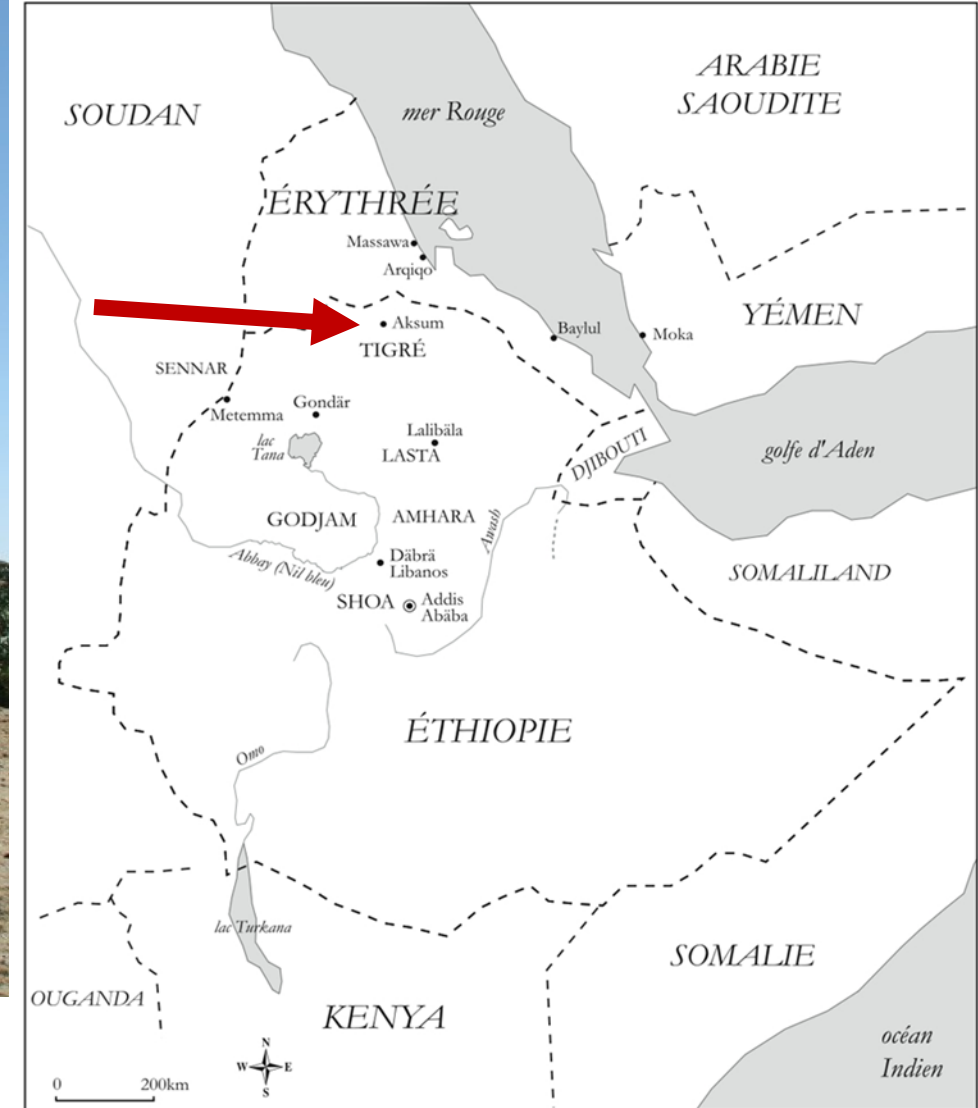 ARABIE
SAOUDITE
SOUDAN
mer Rouge
ÉRYTHRÉE
Massawa
Arqiqo
YÉMEN
Aksum
Baylul
Moka
TIGRÉ
SENNAR
Metemma
Gondär
Lalibäla
lac
Tana
LASTA
DJIBOUTI
golfe d'Aden
GODJAM
AMHARA
Awash
Abbay (Nil bleu)
Däbrä
Libanos
SOMALILAND
SHOA
Addis
Abäba
ÉTHIOPIE
Omo
lac Turkana
SOMALIE
OUGANDA
KENYA
océan
Indien
N
W
E
S
0
200km